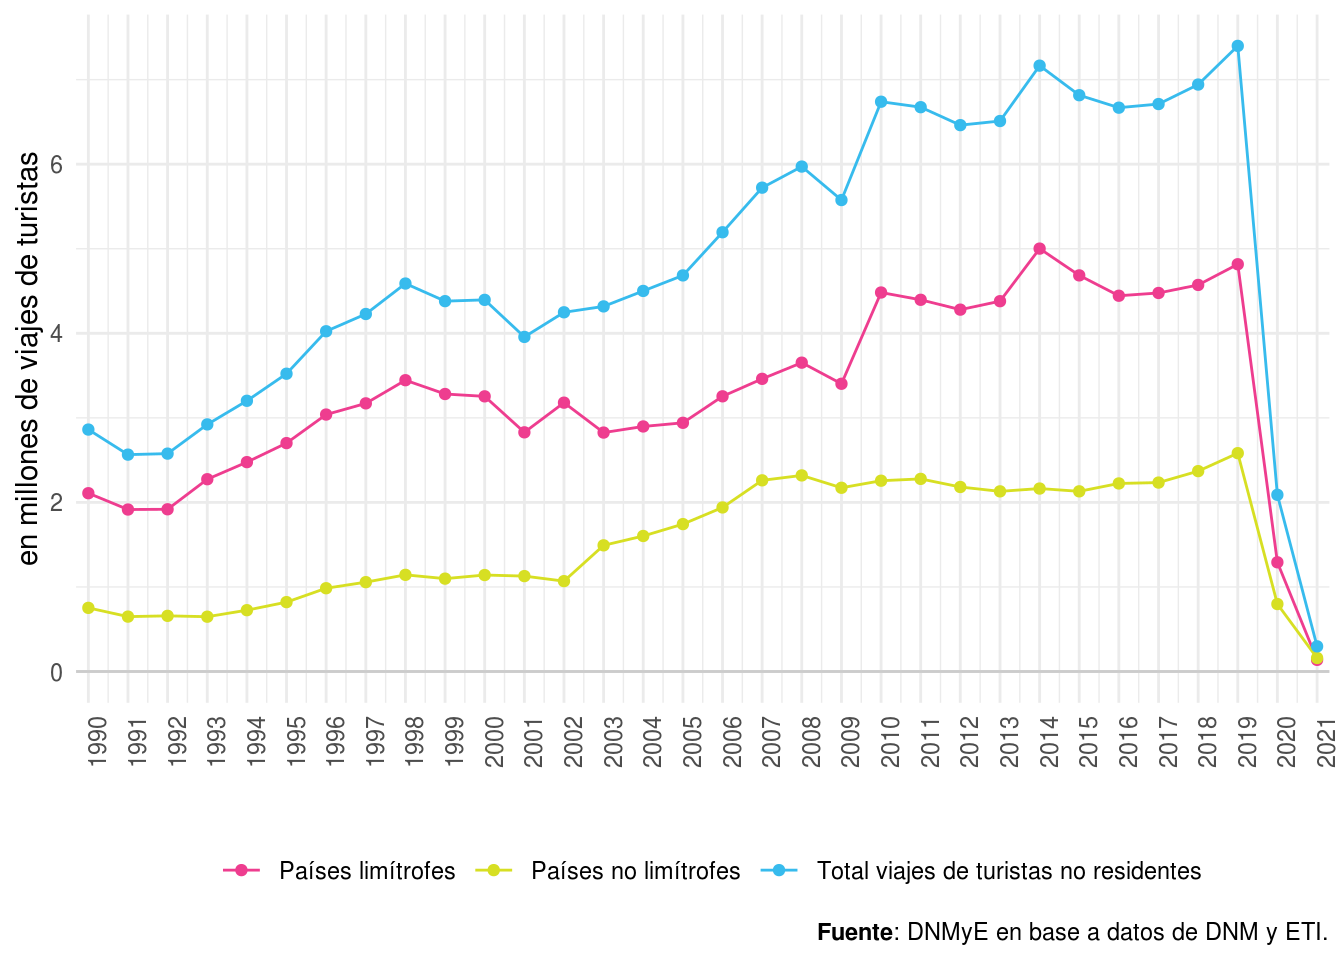 en millones de viajes de turistas
6
4
2
0
1990 1991 1992 1993 1994 1995 1996 1997 1998 1999 2000 2001 2002 2003 2004 2005 2006 2007 2008 2009 2010 2011 2012 2013 2014 2015 2016 2017 2018 2019 2020 2021
Países limítrofes Países no limítrofes Total viajes de turistas no residentes
Fuente: DNMyE en base a datos de DNM y ETI.